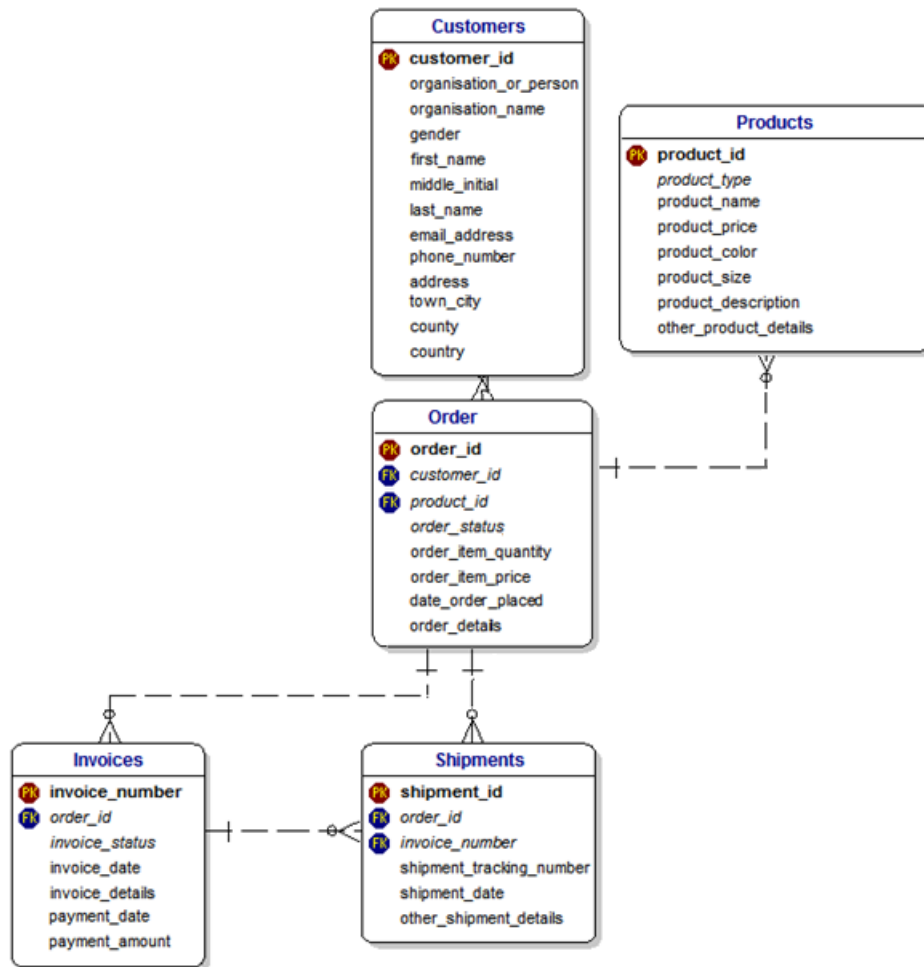 Customers
PK customer_id
organisation_or_person
organisation_name
gender
first_name
middle_initial
last_name
email_address
phone_number
address
town_city
county
country
Products
PK product_id
product_type
product_name
product_price
product_color
product_size
product_description
other_product_details
Order
PK order_id
FK customer_id
FK product_id
order_status
order_item_quantity
order_item_price
date_order_placed
order_details
Invoices
PK invoice_number
FK order_id
invoice_status
invoice_date
invoice_details
payment_date
payment_amount
Shipments
PK shipment_id
FK order_id
FK invoice_number
shipment_tracking_number
shipment_date
other_shipment_details